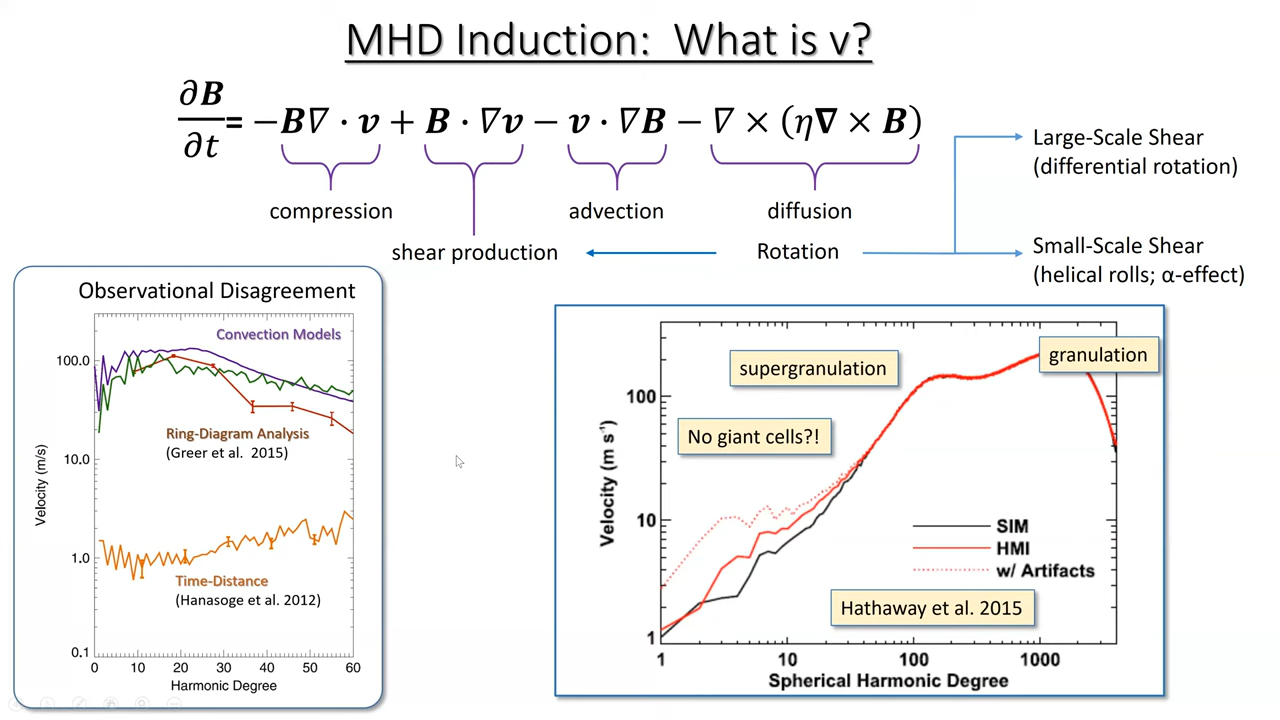 MHD Induction: What is v?
∂B/∂t = −B∇ · v + B · ∇v − v · ∇B − ∇ × (η∇ × B)
compression
advection
diffusion
shear production
Rotation
Large-Scale Shear
(differential rotation)
Small-Scale Shear
(helical rolls; α-effect)
Observational Disagreement
Convection Models
Ring-Diagram Analysis
(Greer et al. 2015)
Time-Distance
(Hanasoge et al. 2012)
Velocity (m/s)
100.0
10.0
1.0
0.1
0 10 20 30 40 50 60
Harmonic Degree
supergranulation
granulation
No giant cells?!
SIM
HMI
w/ Artifacts
Hathaway et al. 2015
Velocity (m s¹)
100
10
1
1 10 100 1000
Spherical Harmonic Degree